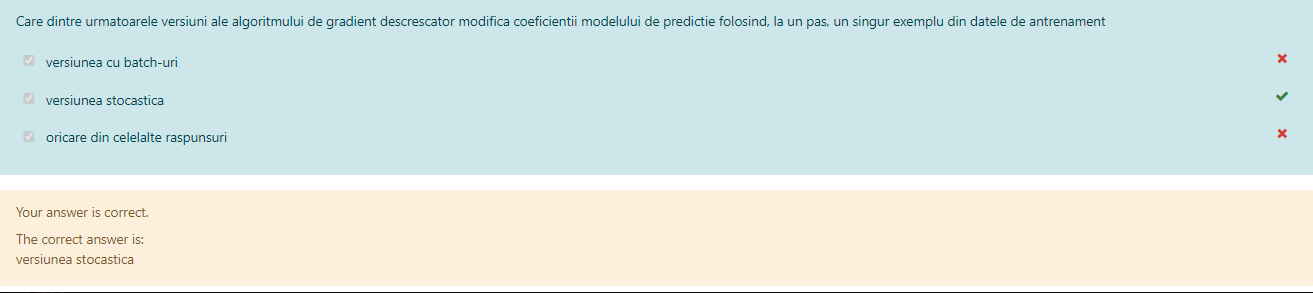 Care dintre urmatoarele versiuni ale algoritmului de gradient descrescator modifica coeficientii modelului de predictie folosind, la un pas, un singur exemplu din datele de antrenament
versiunea cu batch-uri
versiunea stocastica
oricare din celelalte raspunsuri
Your answer is correct.
The correct answer is:
versiunea stocastica